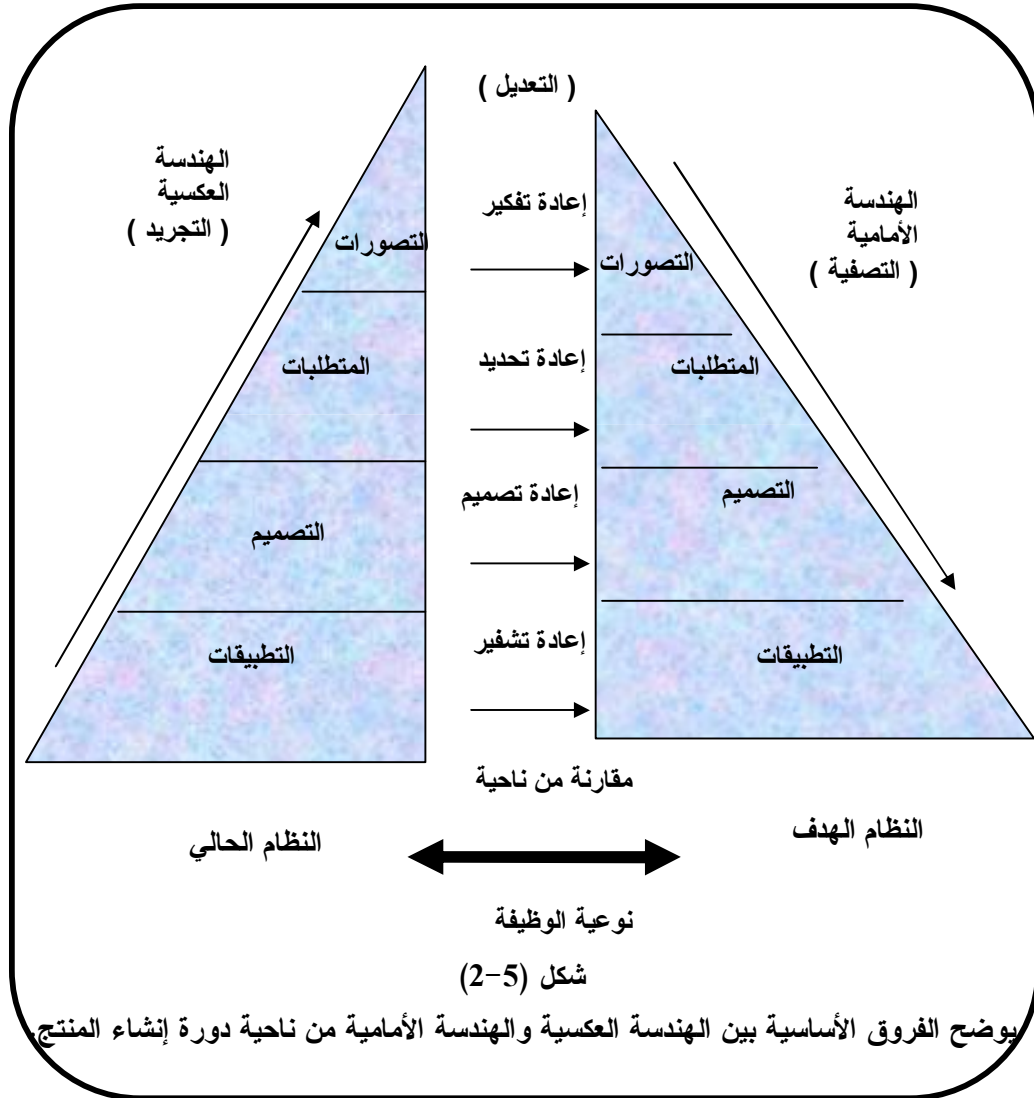 ( التعديل )
الهندسة
العكسية
( التجريد )
الهندسة
الأمامية
( التصفية )
إعادة تفكير
التصورات
التصورات
إعادة تحديد
المتطلبات
المتطلبات
إعادة تصميم
التصميم
التصميم
إعادة تشفير
التطبيقات
التطبيقات
مقارنة من ناحية
النظام الهدف
النظام الحالي
نوعية الوظيفة
شكل (5-2)
يوضح الفروق الأساسية بين الهندسة العكسية والهندسة الأمامية من ناحية دورة إنشاء المنتج.